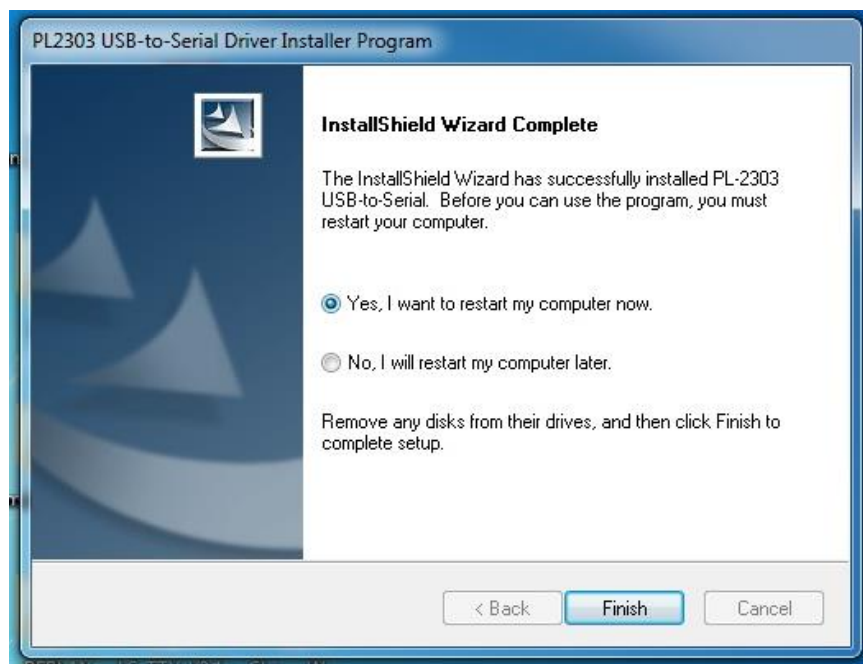 PL2303 USB-to-Serial Driver Installer Program
InstallShield Wizard Complete
The InstallShield Wizard has successfully installed PL-2303
USB-to-Serial. Before you can use the program, you must
restart your computer.
Yes, I want to restart my computer now.
No, I will restart my computer later.
Remove any disks from their drives, and then click Finish to
complete setup.
< Back
Finish
Cancel